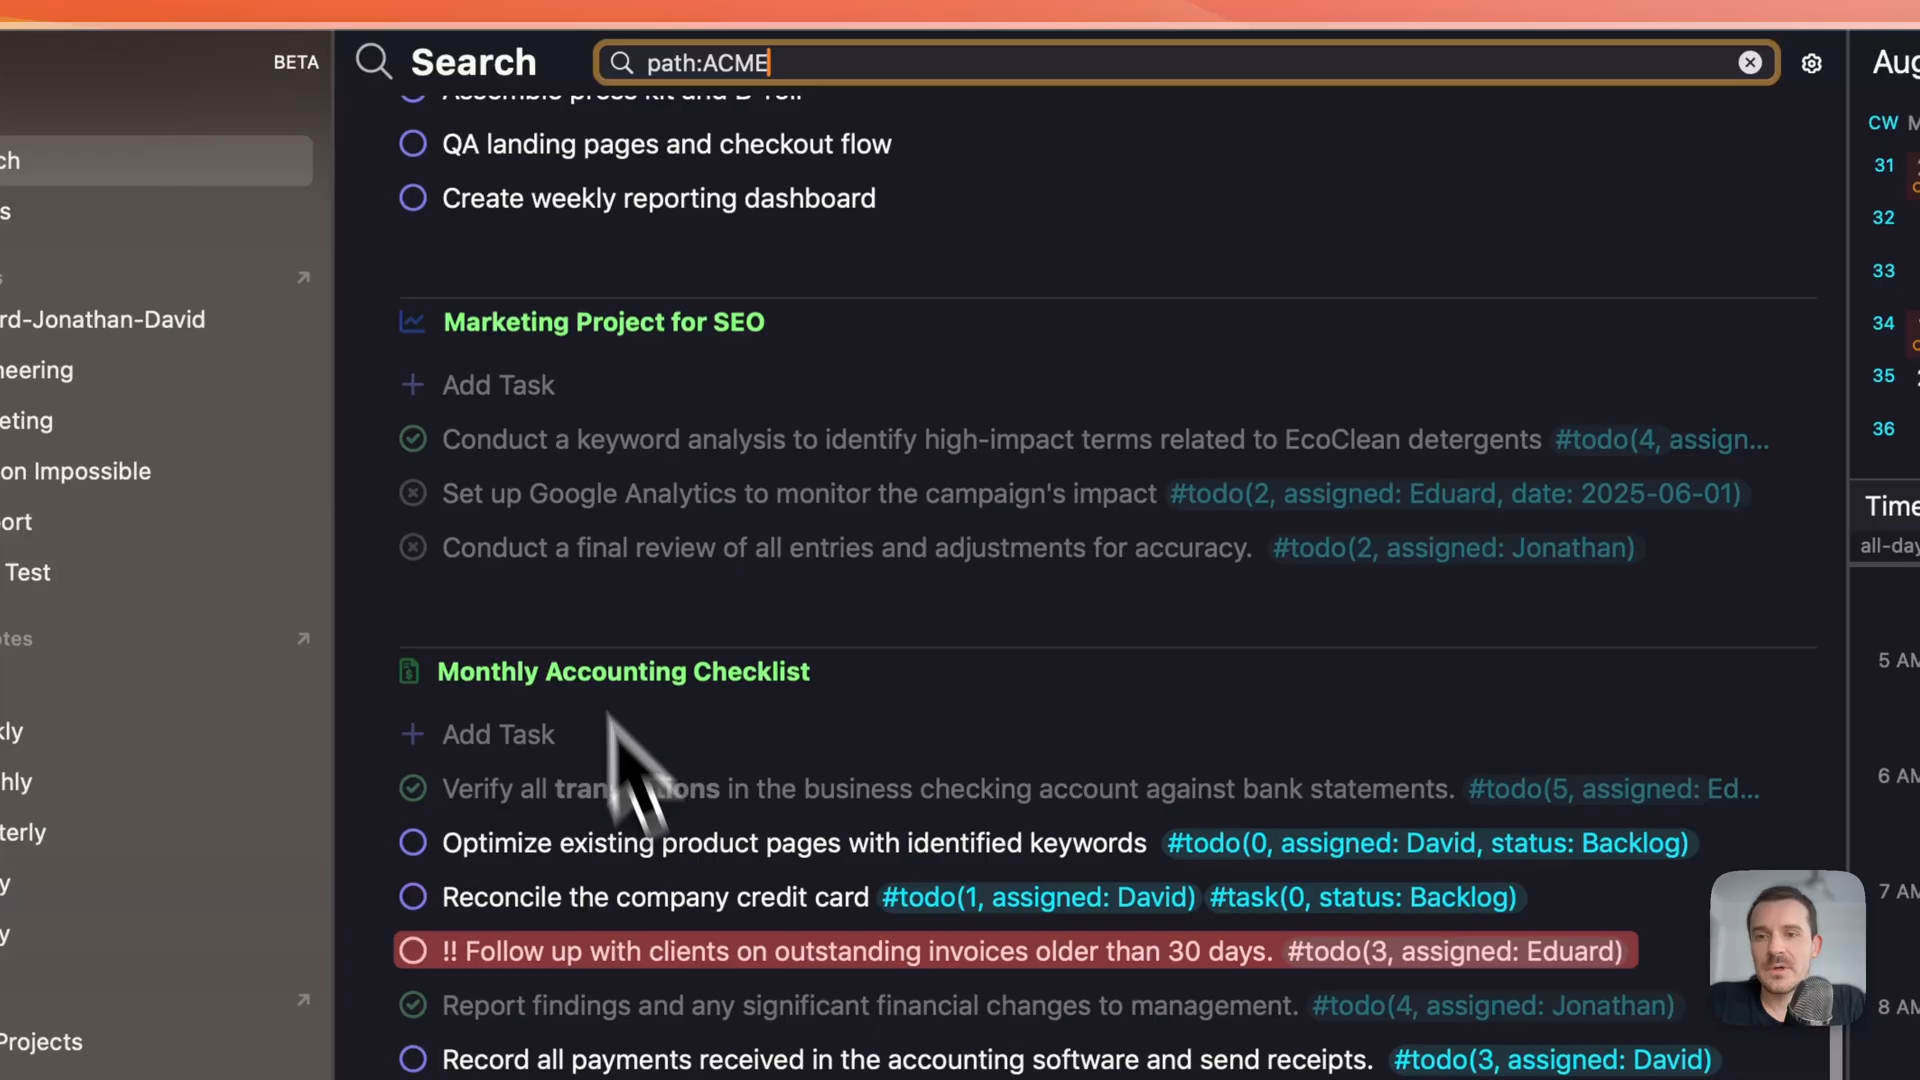 BETA
Search
path:ACME
Aug
ch
s
s
rd-Jonathan-David
neering
eting
on Impossible
ort
Test
otes
kly
hly
terly
y
y
Projects
Assemble press kit and B-roll
QA landing pages and checkout flow
Create weekly reporting dashboard
Marketing Project for SEO
Add Task
Conduct a keyword analysis to identify high-impact terms related to EcoClean detergents #todo(4, assign...
Set up Google Analytics to monitor the campaign's impact #todo(2, assigned: Eduard, date: 2025-06-01)
Conduct a final review of all entries and adjustments for accuracy. #todo(2, assigned: Jonathan)
Monthly Accounting Checklist
Add Task
Verify all in the business checking account against bank statements. #todo(5, assigned: Ed...
Optimize existing product pages with identified keywords #todo(0, assigned: David, status: Backlog)
Reconcile the company credit card #todo(1, assigned: David) #task(0, status: Backlog)
!! Follow up with clients on outstanding invoices older than 30 days. #todo(3, assigned: Eduard)
Report findings and any significant financial changes to management. #todo(4, assigned: Jonathan)
Record all payments received in the accounting software and send receipts. #todo(3, assigned: David)
CW M
31
32
33
34
35
36
Time
all-day
5 AM
6 AM
7 AM
8 AM